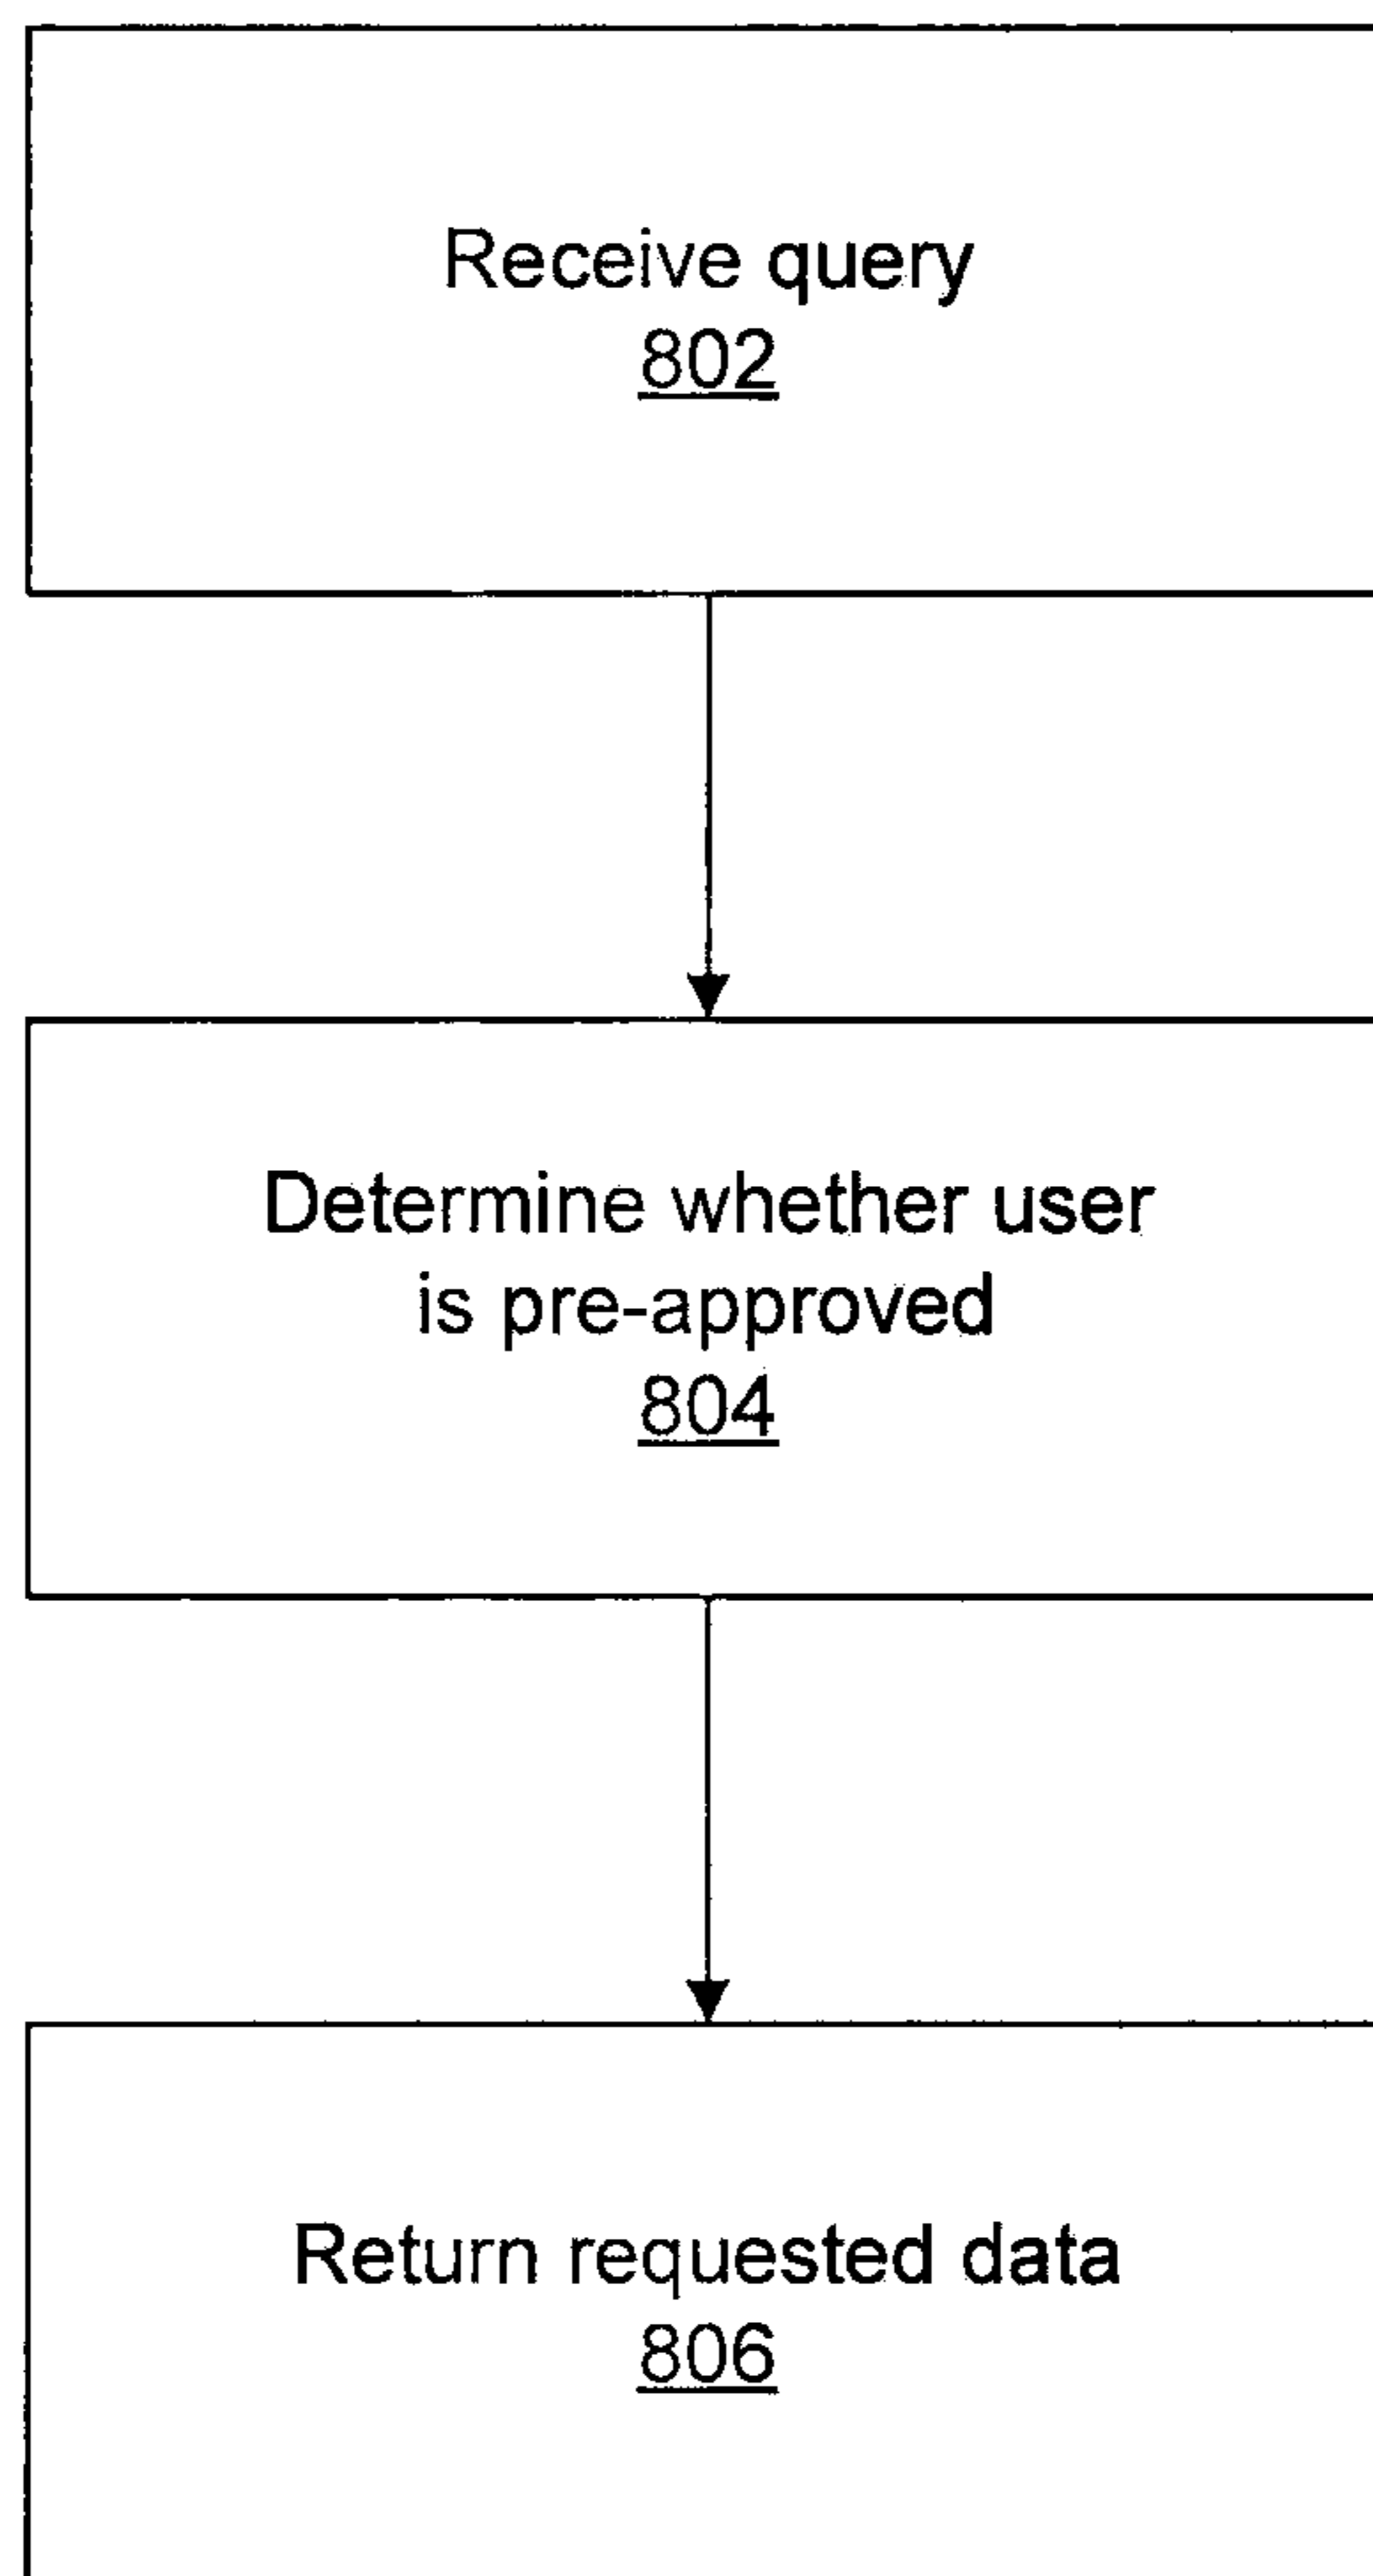 Receive query
802
Determine whether user
is pre-approved
804
Return requested data
806